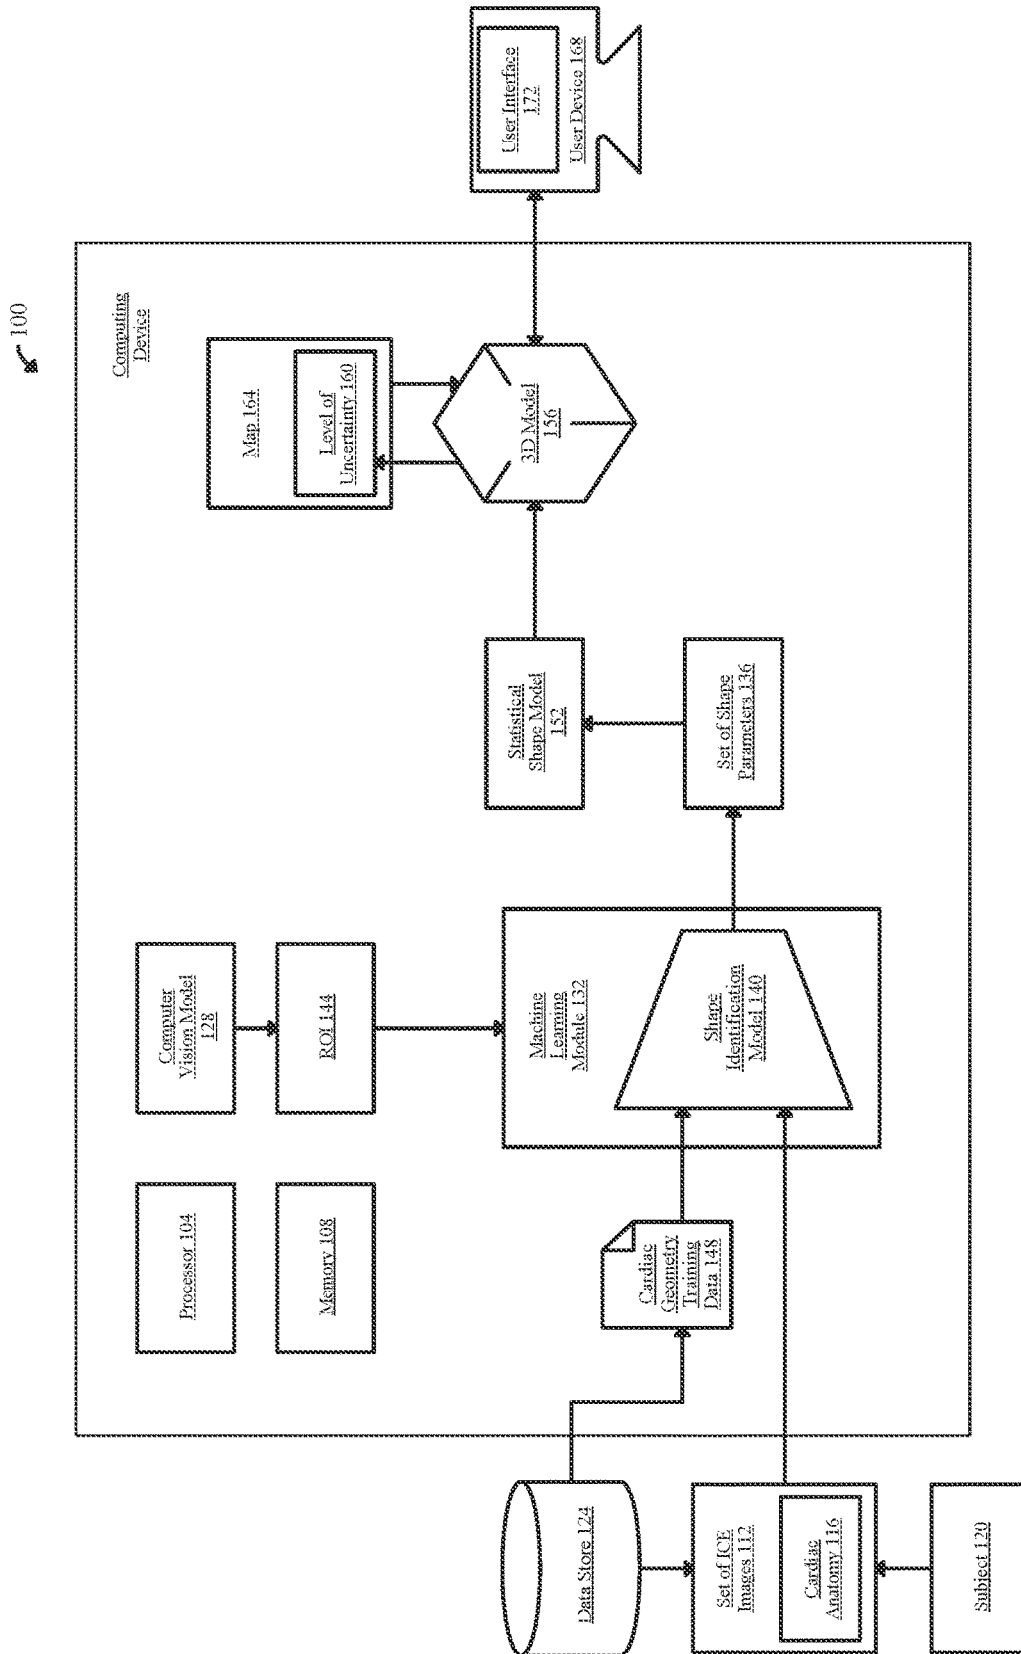 100
Computing
Device
Processor 104
Memory 108
Computer
Vision Model
128
ROI 144
Map 164
Level of
Uncertainty 160
User Interface
172
User Device 168
Data Store 124
Cardiac
Geometry
Training
Data 148
Machine
Learning
Module 132
Shape
Identification
Model 140
Statistical
Shape Model
152
3D Model
156
Set of Shape
Parameters 136
Set of ICE
Images 112
Cardiac
Anatomy 116
Subject 120